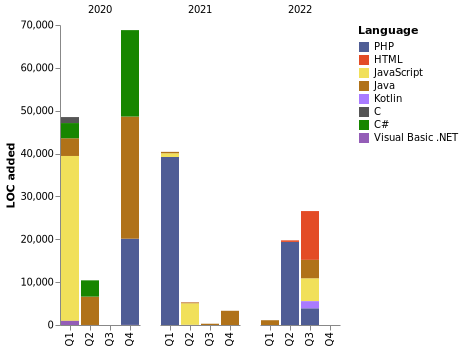 2020 2021 2022
Language
PHP
HTML
JavaScript
Java
Kotlin
C
C#
Visual Basic .NET
LOC added
70,000
60,000
50,000
40,000
30,000
20,000
10,000
0
Q1 Q2 Q3 Q4 Q1 Q2 Q3 Q4 Q1 Q2 Q3 Q4